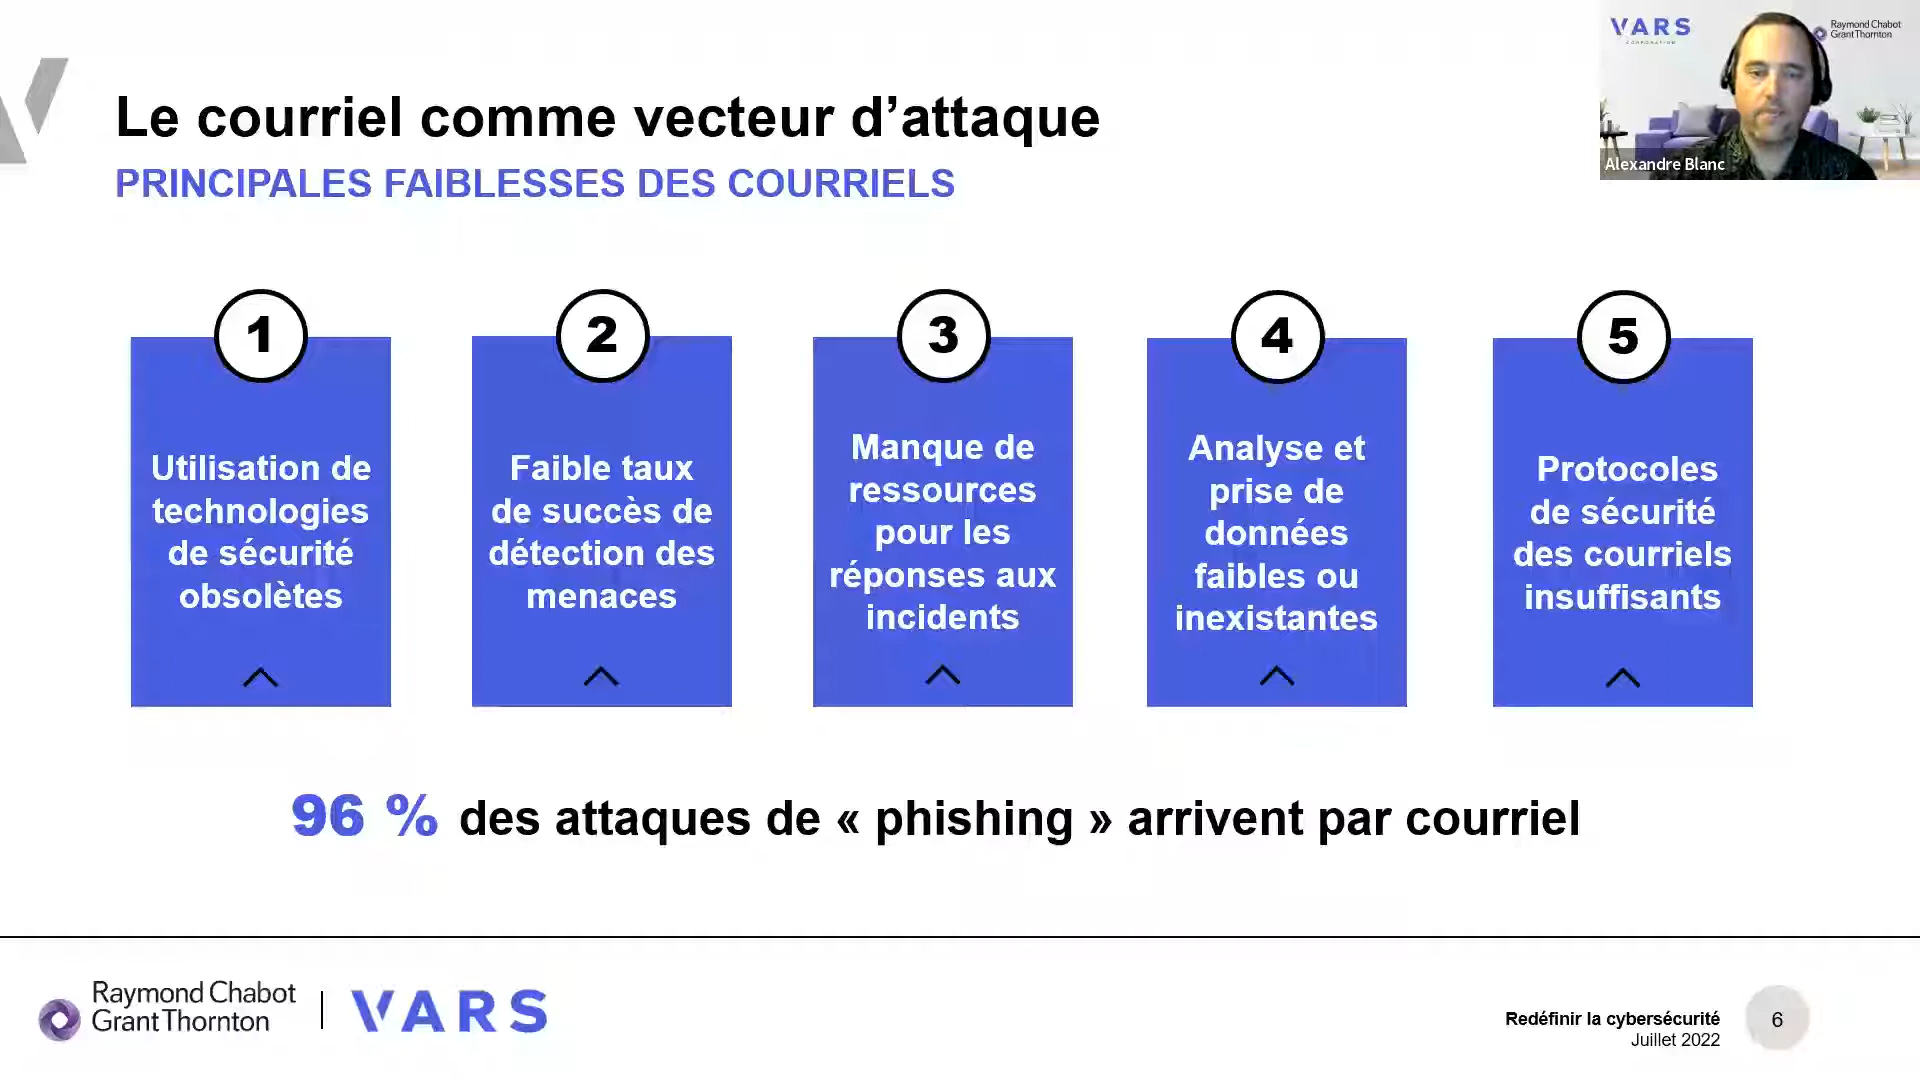 Le courriel comme vecteur d’attaque
PRINCIPALES FAIBLESSES DES COURRIELS
VARS
CORPORATION
Raymond Chabot
Grant Thornton
Alexandre Blanc
1
Utilisation de
technologies
de sécurité
obsolètes
2
Faible taux
de succès de
détection des
menaces
3
Manque de
ressources
pour les
réponses aux
incidents
4
Analyse et
prise de
données
faibles ou
inexistantes
5
Protocoles
de sécurité
des courriels
insuffisants
96 % des attaques de « phishing » arrivent par courriel
Raymond Chabot
Grant Thornton
VARS
Redéfinir la cybersécurité
Juillet 2022
6